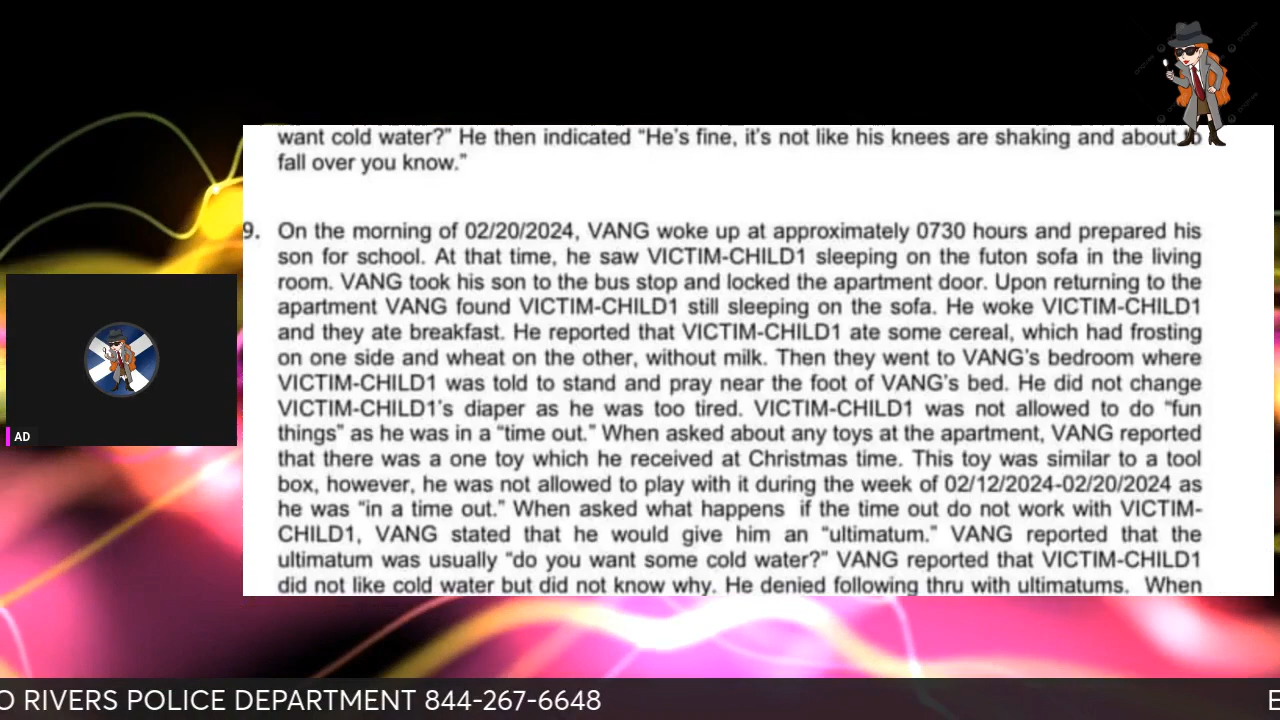 want cold water?” He then indicated “He’s fine, it’s not like his knees are shaking and about to
fall over you know.”
9. On the morning of 02/20/2024, VANG woke up at approximately 0730 hours and prepared his
son for school. At that time, he saw VICTIM-CHILD1 sleeping on the futon sofa in the living
room. VANG took his son to the bus stop and locked the apartment door. Upon returning to the
apartment VANG found VICTIM-CHILD1 still sleeping on the sofa. He woke VICTIM-CHILD1
and they ate breakfast. He reported that VICTIM-CHILD1 ate some cereal, which had frosting
on one side and wheat on the other, without milk. Then they went to VANG’s bedroom where
VICTIM-CHILD1 was told to stand and pray near the foot of VANG’s bed. He did not change
VICTIM-CHILD1’s diaper as he was too tired. VICTIM-CHILD1 was not allowed to do “fun
things” as he was in a “time out.” When asked about any toys at the apartment, VANG reported
that there was a one toy which he received at Christmas time. This toy was similar to a tool
box, however, he was not allowed to play with it during the week of 02/12/2024-02/20/2024 as
he was “in a time out.” When asked what happens if the time out do not work with VICTIM-
CHILD1, VANG stated that he would give him an “ultimatum.” VANG reported that the
ultimatum was usually “do you want some cold water?” VANG reported that VICTIM-CHILD1
did not like cold water but did not know why. He denied following thru with ultimatums. When
AD
O RIVERS POLICE DEPARTMENT 844-267-6648